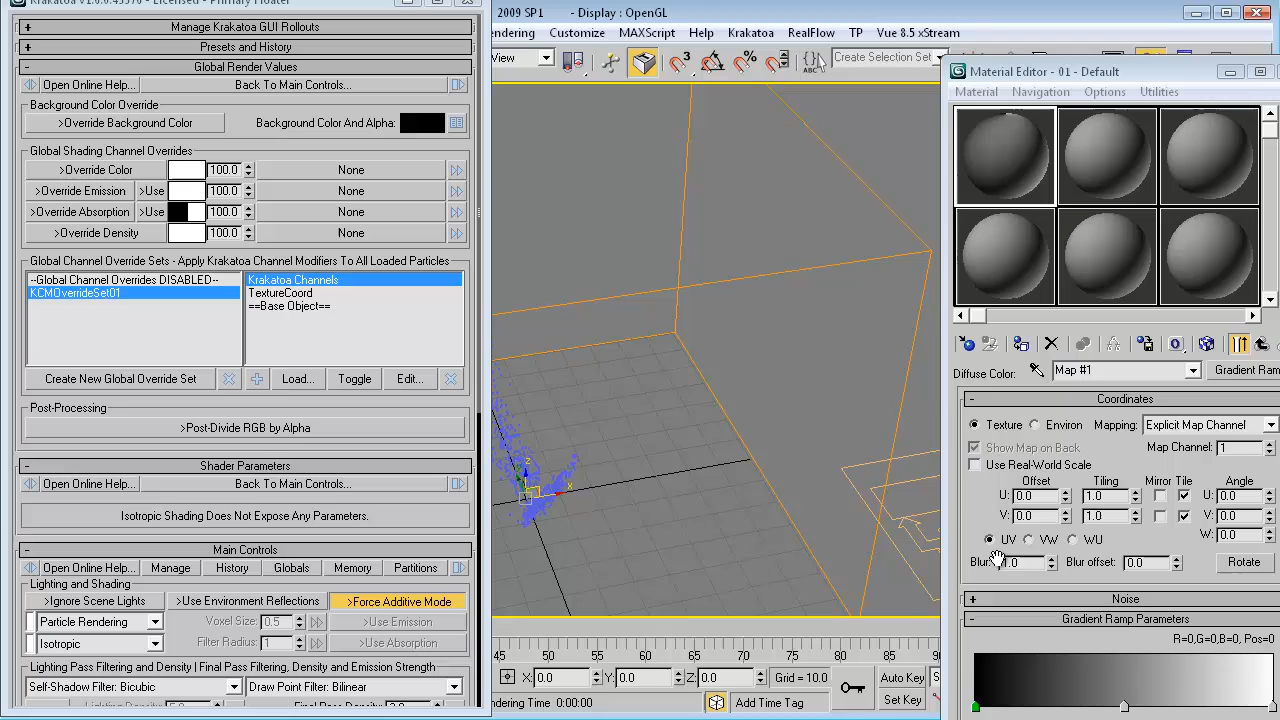 Krakatoa v1.6.0.43576 - Licensed - Primary Floater
Manage Krakatoa GUI Rollouts
Presets and History
Global Render Values
Open Online Help... Back To Main Controls...
Background Color Override
>Override Background Color Background Color And Alpha:
Global Shading Channel Overrides
>Override Color 100.0 None
>Override Emission >Use 100.0 None
>Override Absorption >Use 100.0 None
>Override Density 100.0 None
Global Channel Override Sets - Apply Krakatoa Channel Modifiers To All Loaded Particles
--Global Channel Overrides DISABLED-- Krakatoa Channels
KCMOverrideSet01 TextureCoord
==Base Object==
Create New Global Override Set Load... Toggle Edit...
Post-Processing
>Post-Divide RGB by Alpha
Shader Parameters
Open Online Help... Back To Main Controls...
Isotropic Shading Does Not Expose Any Parameters.
Main Controls
Open Online Help... Manage History Globals Memory Partitions
Lighting and Shading
>Ignore Scene Lights >Use Environment Reflections >Force Additive Mode
Particle Rendering Voxel Size: 0.5 >Use Emission
Isotropic Filter Radius: 1 >Use Absorption
Lighting Pass Filtering and Density | Final Pass Filtering, Density and Emission Strength
Self-Shadow Filter: Bicubic Draw Point Filter: Bilinear
2009 SP1 - Display : OpenGL
ndering Customize MAXScript Help Krakatoa RealFlow TP Vue 8.5 xStream
View 3 % ABC Create Selection Set
z
x
45 50 55 60 65 70 75 80 85 90
X: 0.0 Y: 0.0 Z: 0.0 Grid = 10.0 Auto Key
ndering Time 0:00:00 Add Time Tag Set Key
Material Editor - 01 - Default
Material Navigation Options Utilities
Diffuse Color: Map #1 Gradient Ram
Coordinates
Texture Environ Mapping: Explicit Map Channel
Show Map on Back Map Channel: 1
Use Real-World Scale
Offset Tiling Mirror Tile Angle
U: 0.0 1.0 U: 0.0
V: 0.0 1.0 V: 0.0
UV VW WU W: 0.0
Blur: 1.0 Blur offset: 0.0 Rotate
Noise
Gradient Ramp Parameters
R=0,G=0,B=0, Pos=0